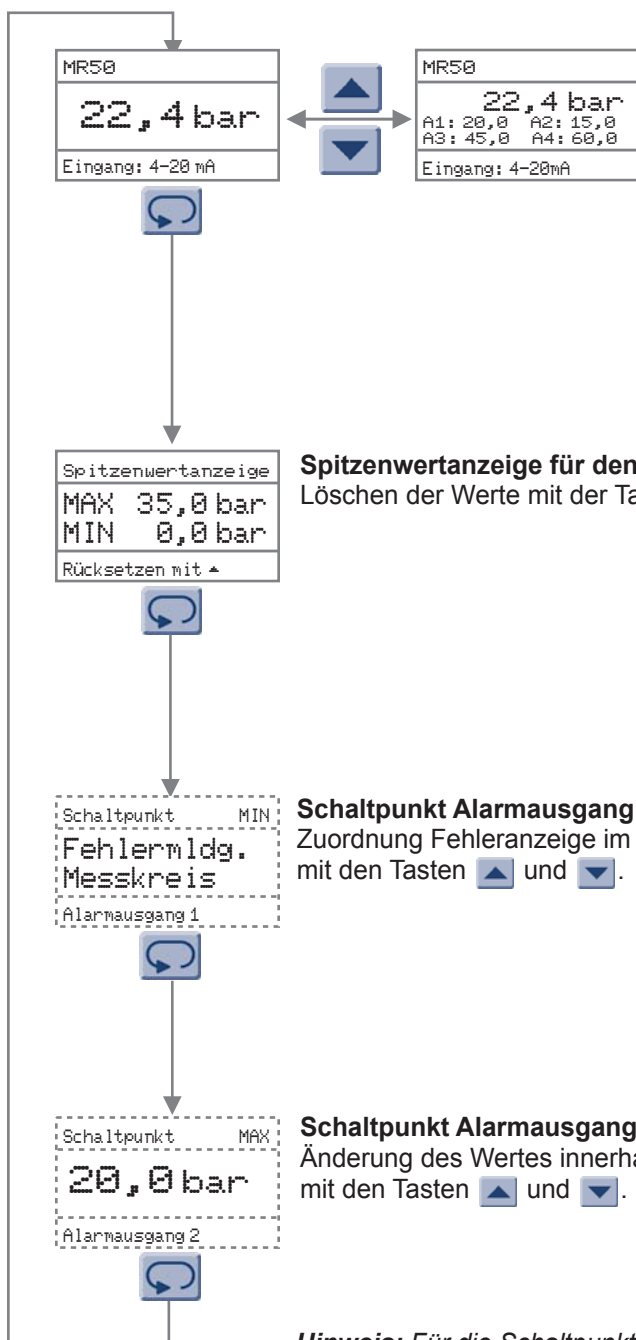 MR50
22,4 bar
Eingang: 4-20 mA
MR50
22,4 bar
A1: 20,0 A2: 15,0
A3: 45,0 A4: 60,0
Eingang: 4-20mA
Spitzenwertanzeige
MAX 35,0 bar
MIN 0,0 bar
Rücksetzen mit ▲
Spitzenwertanzeige für den
Löschen der Werte mit der
Schaltpunkt MIN
Fehlermldg.
Messkreis
Alarmausgang 1
Schaltpunkt Alarmausgang
Zuordnung Fehleranzeige im
mit den Tasten ▲ und ▼.
Schaltpunkt MAX
20,0 bar
Alarmausgang 2
Schaltpunkt Alarmausgang
Änderung des Wertes
mit den Tasten ▲ und ▼.
Hinweis: Für die Schaltpunkt